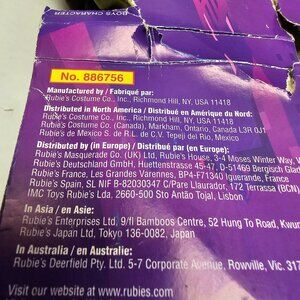 BOYS CHARACTER
No. 886756
Manufactured by / Fabriqué par:
Rubie's Costume Co., Inc., Richmond Hill, NY, USA 11418
Distributed in North America / Distribué en Amérique du Nord:
Rubie's Costume Co., Inc., Richmond Hill, NY, USA 11418
Rubie's Costume Co. (Canada), Markham, Ontario, Canada L3R 0J1
Rubie's de Mexico S. de R.L. de C.V. Tepeji del Rio, Mexico
Distributed by (in Europe) / Distribué par (en Europe):
Rubie's Masquerade Co. (UK) Ltd, Rubie's House, 3-4 Moses Winter Way,
Rubie's Deutschland GmbH, Huettenstrasse 45-47, D-51469 Bergisch
Rubie's France, Les Grandes Varennes, BP4-F71340 Iguerande, France
Rubie's Spain, SL NIF B-82030347 C/Pare Llaurador, 172 Terrassa
IMC Toys Rubie's Lda. 2660-500 Sto Antão Tojal, Lisbon
In Asia / en Asie:
Rubie's Enterprises Ltd, 9/fl Bamboos Centre, 52 Hung To Road,
Rubie's Japan Ltd, Tokyo 136-0082, Japan
In Australia / en Australie:
Rubie's Deerfield Pty. Ltd. 5-7 Corporate Avenue, Rowville, Vic.
Visit our website at www.rubies.com